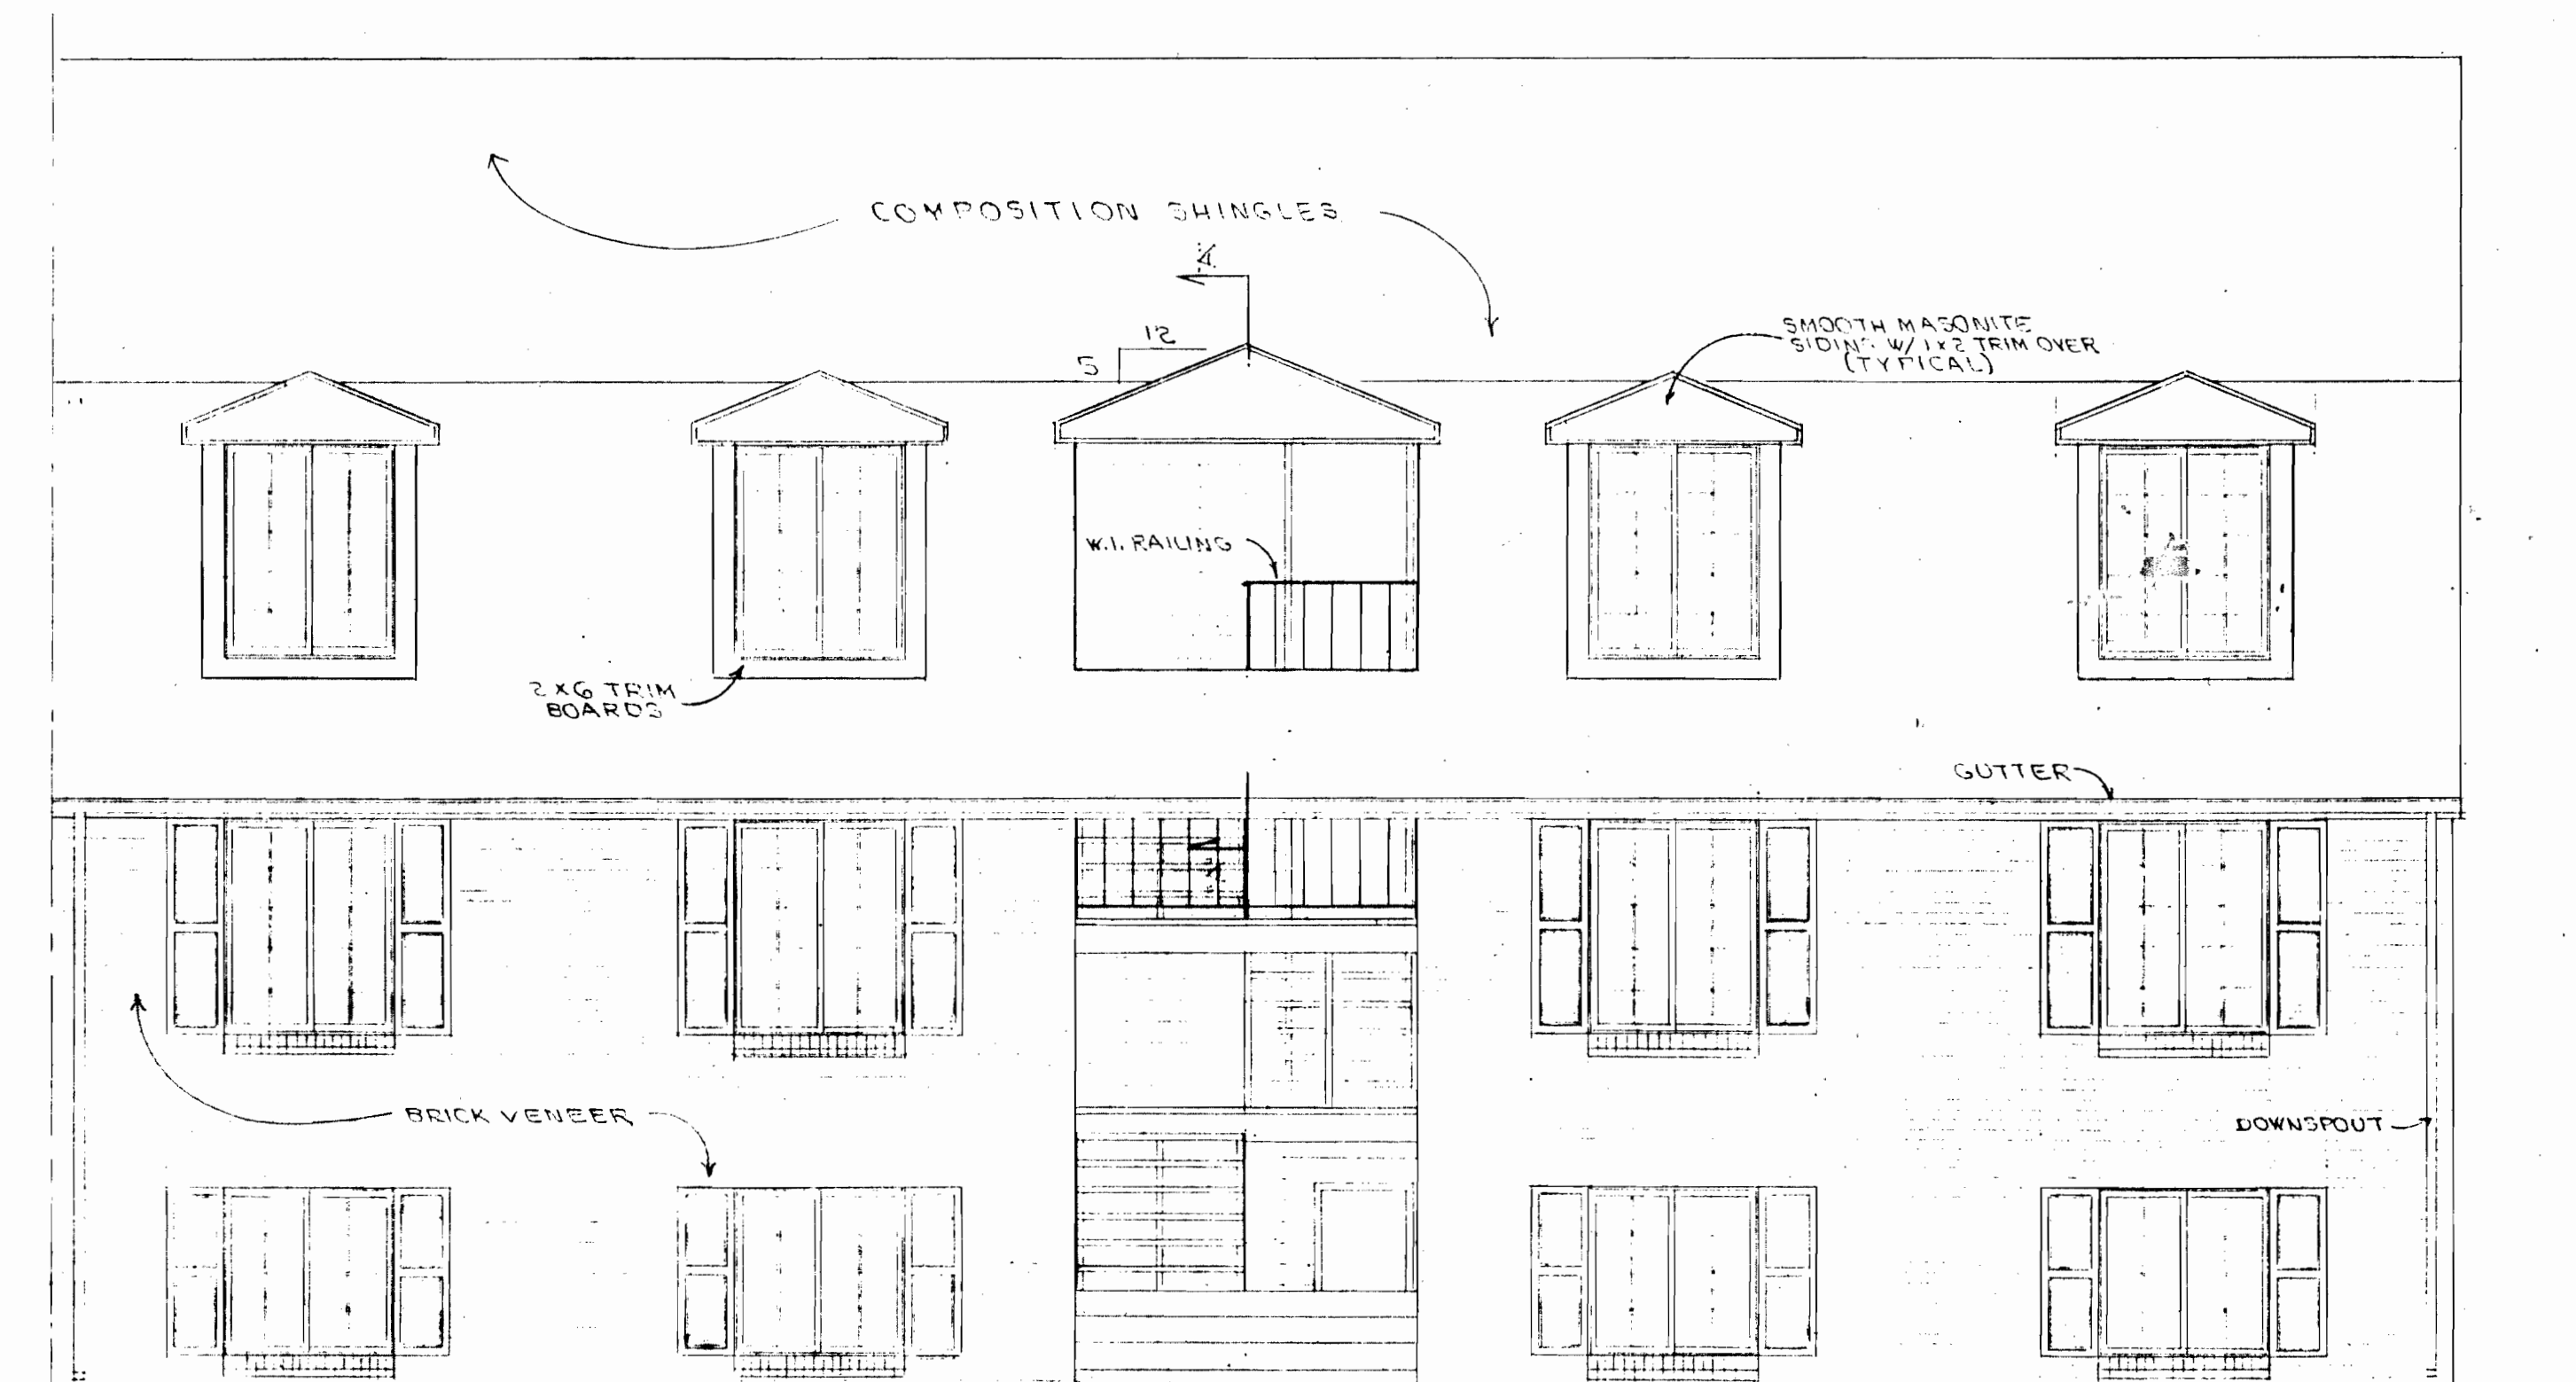 COMPOSITION SHINGLES
12
5
SMOOTH MASONITE
SIDING W/ 1x2 TRIM OVER
(TYPICAL)
W.I. RAILING
2x6 TRIM
BOARDS
GUTTER
BRICK VENEER
DOWNSPOUT